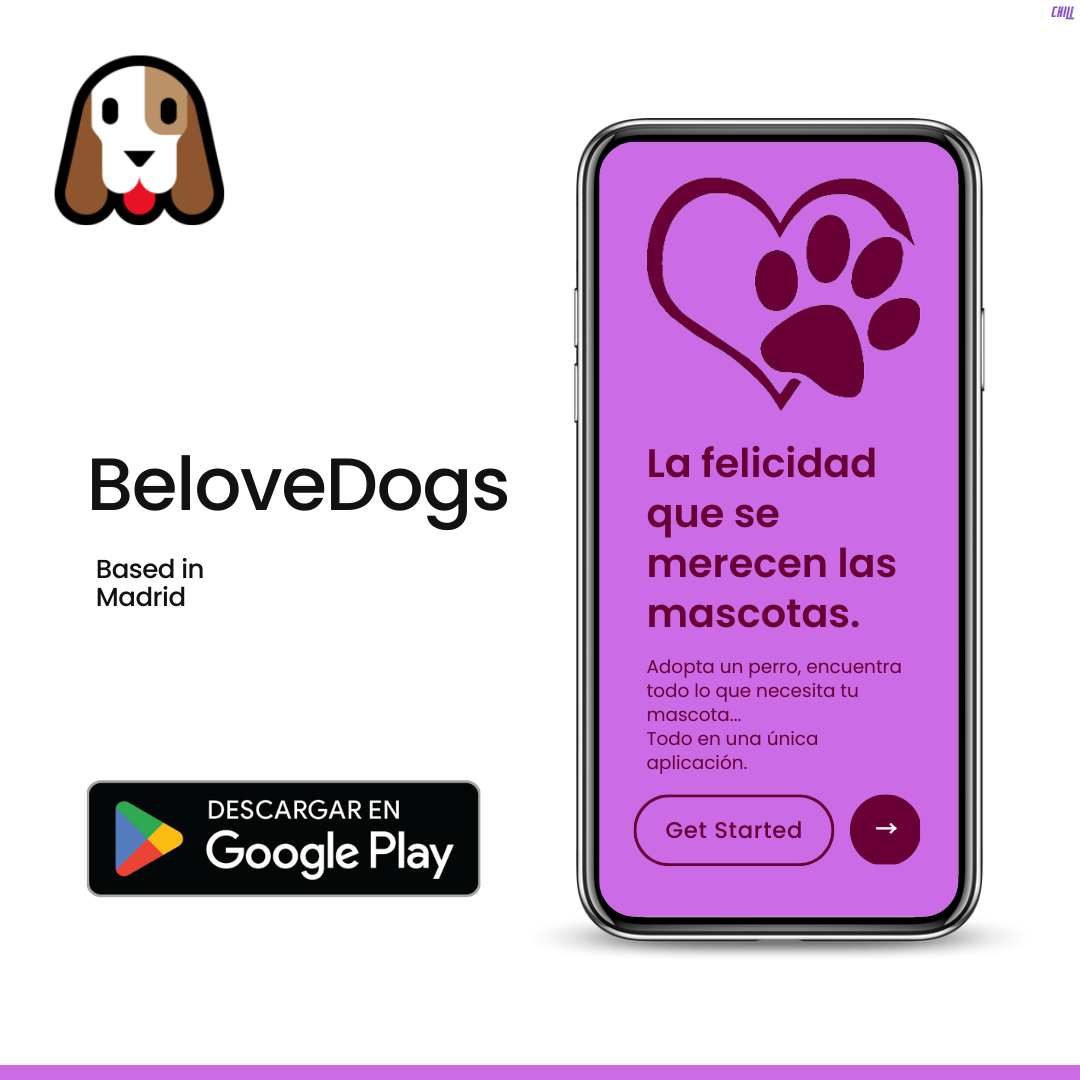 CHILL
BeloveDogs
Based in
Madrid
DESCARGAR EN
Google Play
La felicidad
que se
merecen las
mascotas.
Adopta un perro, encuentra
todo lo que necesita tu
mascota...
Todo en una única
aplicación.
Get Started →